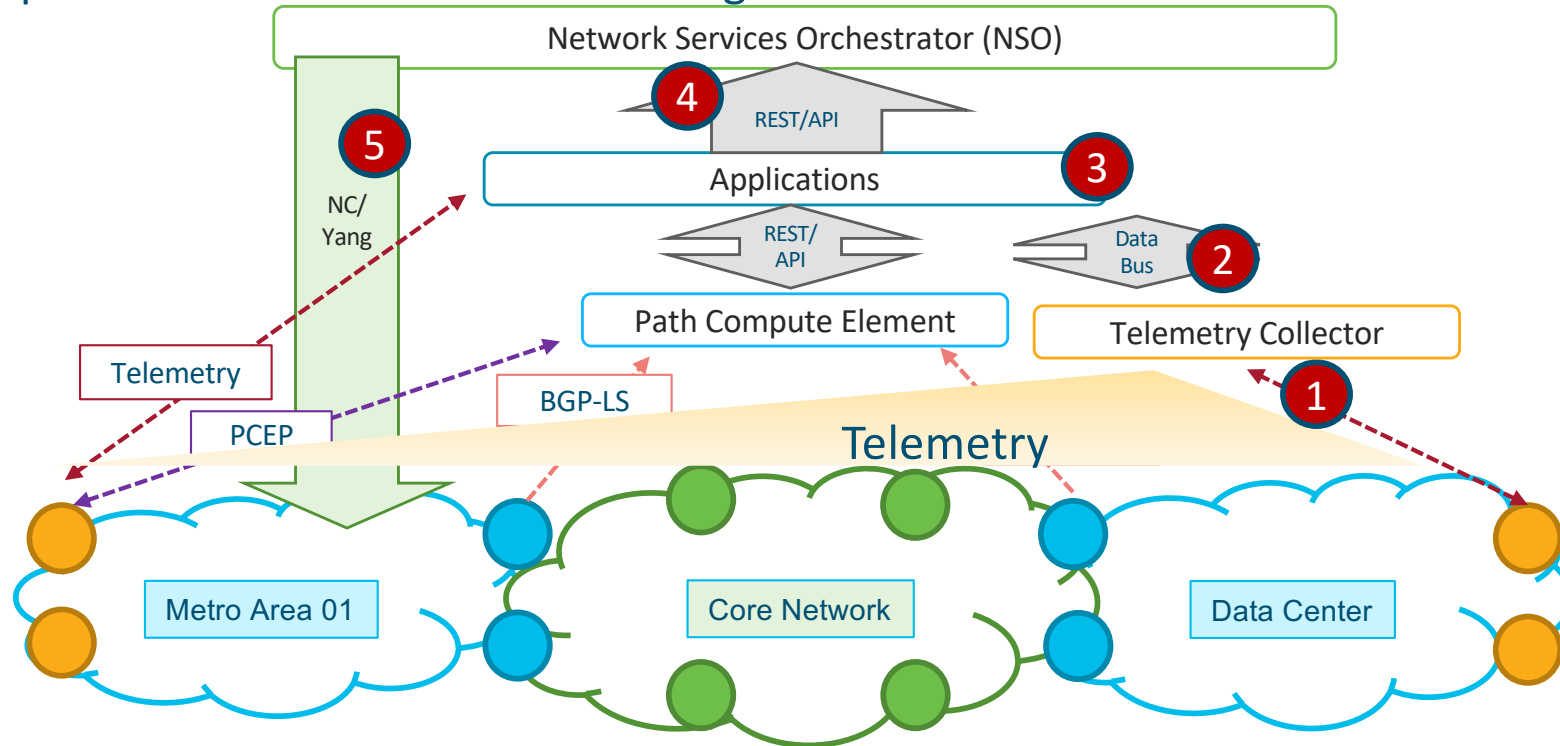 Network Services Orchestrator (NSO)
4
REST/API
5
3
Applications
NC/
Yang
REST/
API
Data
Bus
2
Path Compute Element
Telemetry Collector
Telemetry
1
BGP-LS
PCEP
Telemetry
Metro Area 01
Core Network
Data Center